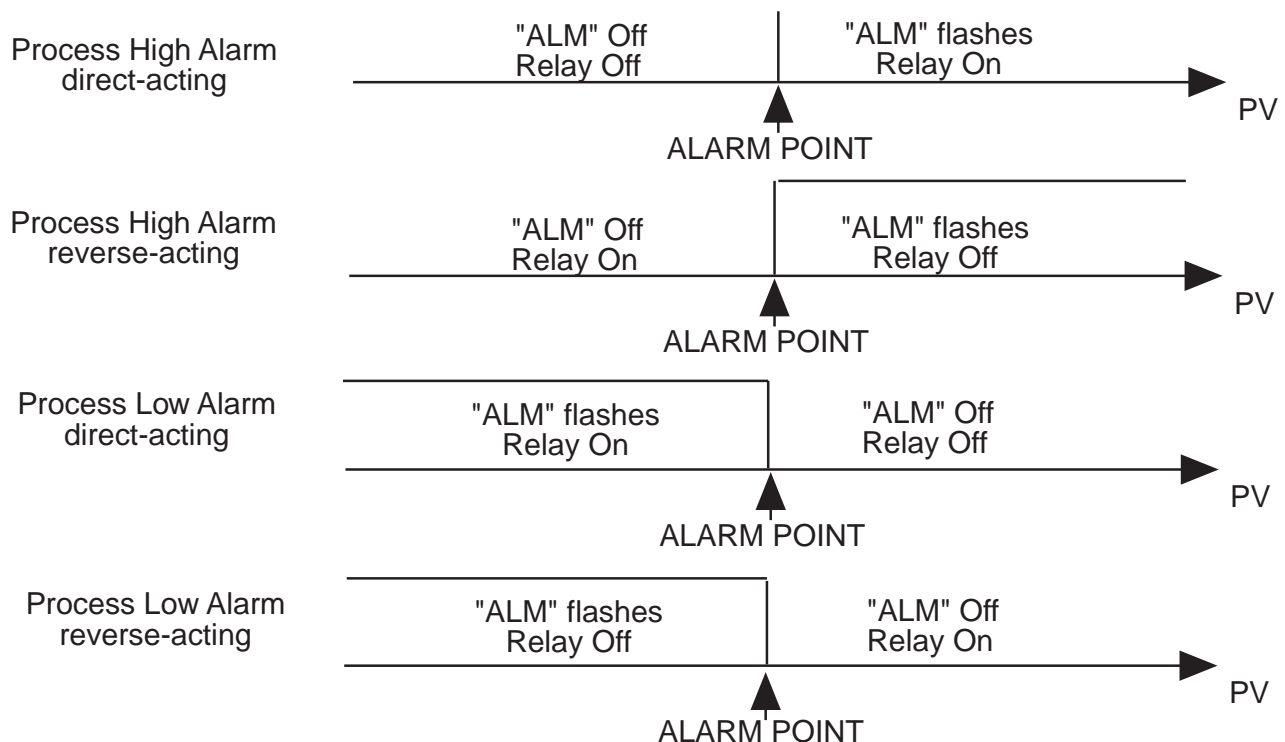 Process High Alarm
direct-acting
"ALM" Off
Relay Off
"ALM" flashes
Relay On
PV
ALARM POINT
Process High Alarm
reverse-acting
"ALM" Off
Relay On
"ALM" flashes
Relay Off
PV
ALARM POINT
Process Low Alarm
direct-acting
"ALM" flashes
Relay On
"ALM" Off
Relay Off
PV
ALARM POINT
Process Low Alarm
reverse-acting
"ALM" flashes
Relay Off
"ALM" Off
Relay On
PV
ALARM POINT